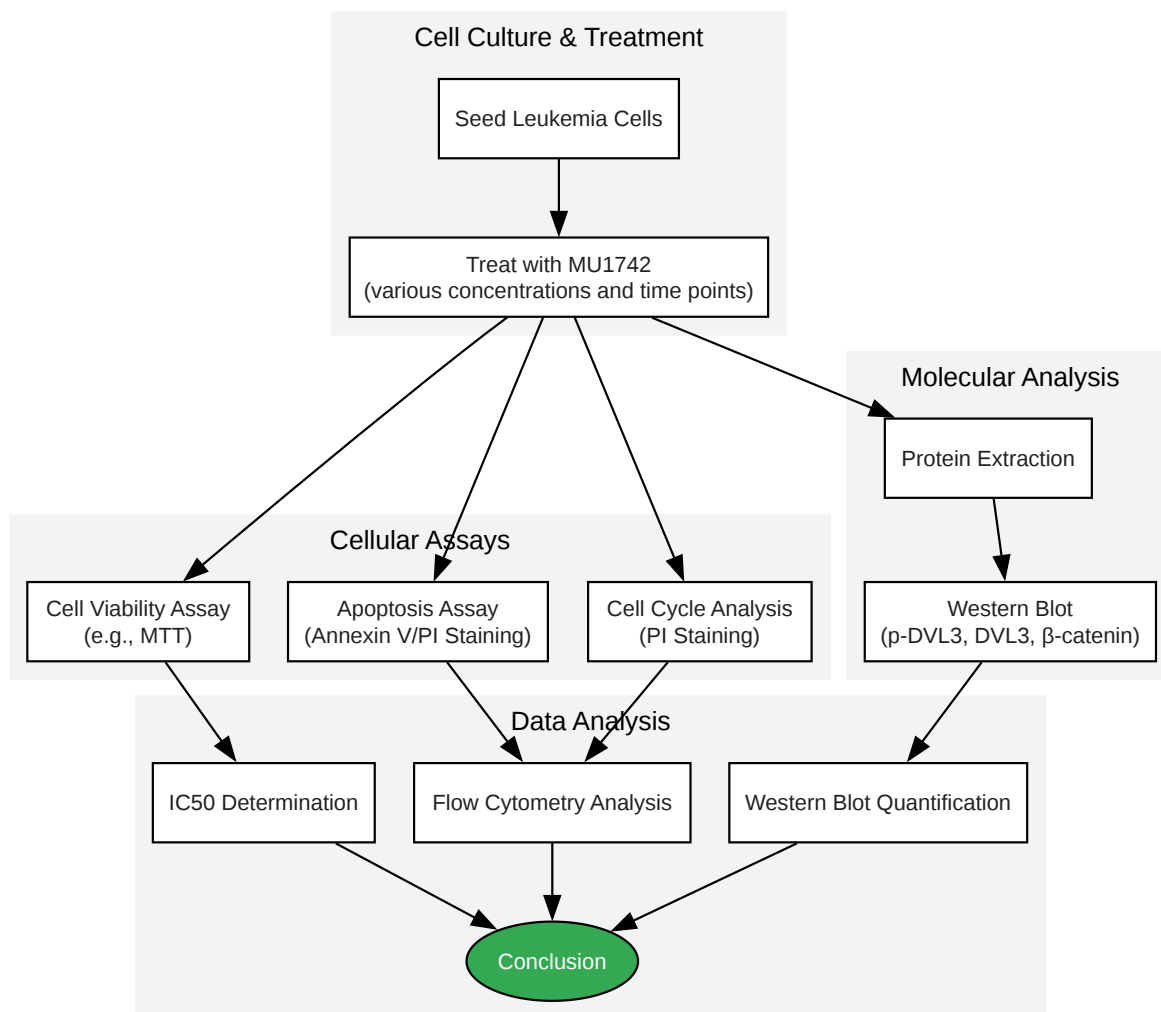 Cell Culture & Treatment
Seed Leukemia Cells
Treat with MU1742
(various concentrations and time points)
Molecular Analysis
Protein Extraction
Cellular Assays
Cell Viability Assay
(e.g., MTT)
Apoptosis Assay
(Annexin V/PI Staining)
Cell Cycle Analysis
(PI Staining)
Western Blot
(p-DVL3, DVL3, β-catenin)
Data Analysis
IC50 Determination
Flow Cytometry Analysis
Western Blot Quantification
Conclusion